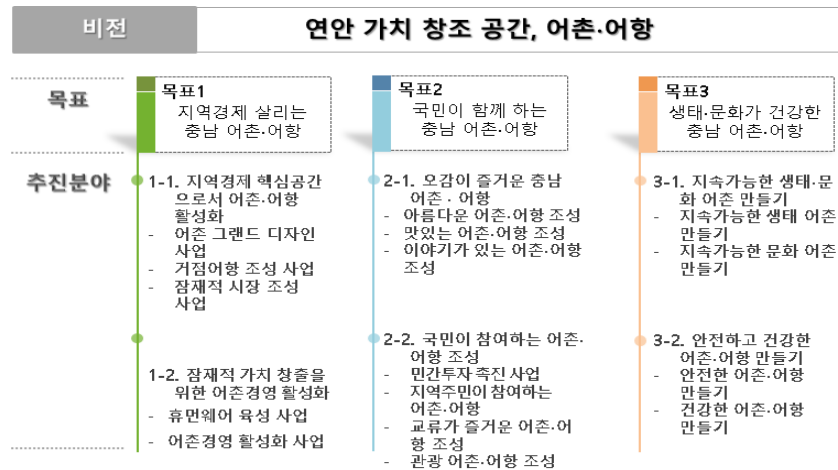 비전
연안 가치 창조 공간, 어촌·어항
목표
목표1
지역경제 살리는
충남 어촌·어항
목표2
국민이 함께 하는
충남 어촌·어항
목표3
생태·문화가 건강한
충남 어촌·어항
추진분야
1-1. 지역경제 핵심공간
으로서 어촌·어항
활성화
- 어촌 그랜드 디자인
사업
- 거점어항 조성 사업
- 잠재적 시장 조성
사업
1-2. 잠재적 가치 창출을
위한 어촌경영 활성화
- 휴먼웨어 육성 사업
- 어촌경영 활성화 사업
2-1. 오감이 즐거운 충남
어촌 · 어항
- 아름다운 어촌·어항 조성
- 맛있는 어촌·어항 조성
- 이야기가 있는 어촌·어항
조성
2-2. 국민이 참여하는 어촌·
어항 조성
- 민간투자 촉진 사업
- 지역주민이 참여하는
어촌·어항
- 교류가 즐거운 어촌·어
항 조성
- 관광 어촌·어항 조성
3-1. 지속가능한 생태·문
화 어촌 만들기
- 지속가능한 생태 어촌
만들기
- 지속가능한 문화 어촌
만들기
3-2. 안전하고 건강한
어촌·어항 만들기
- 안전한 어촌·어항
만들기
- 건강한 어촌·어항
만들기